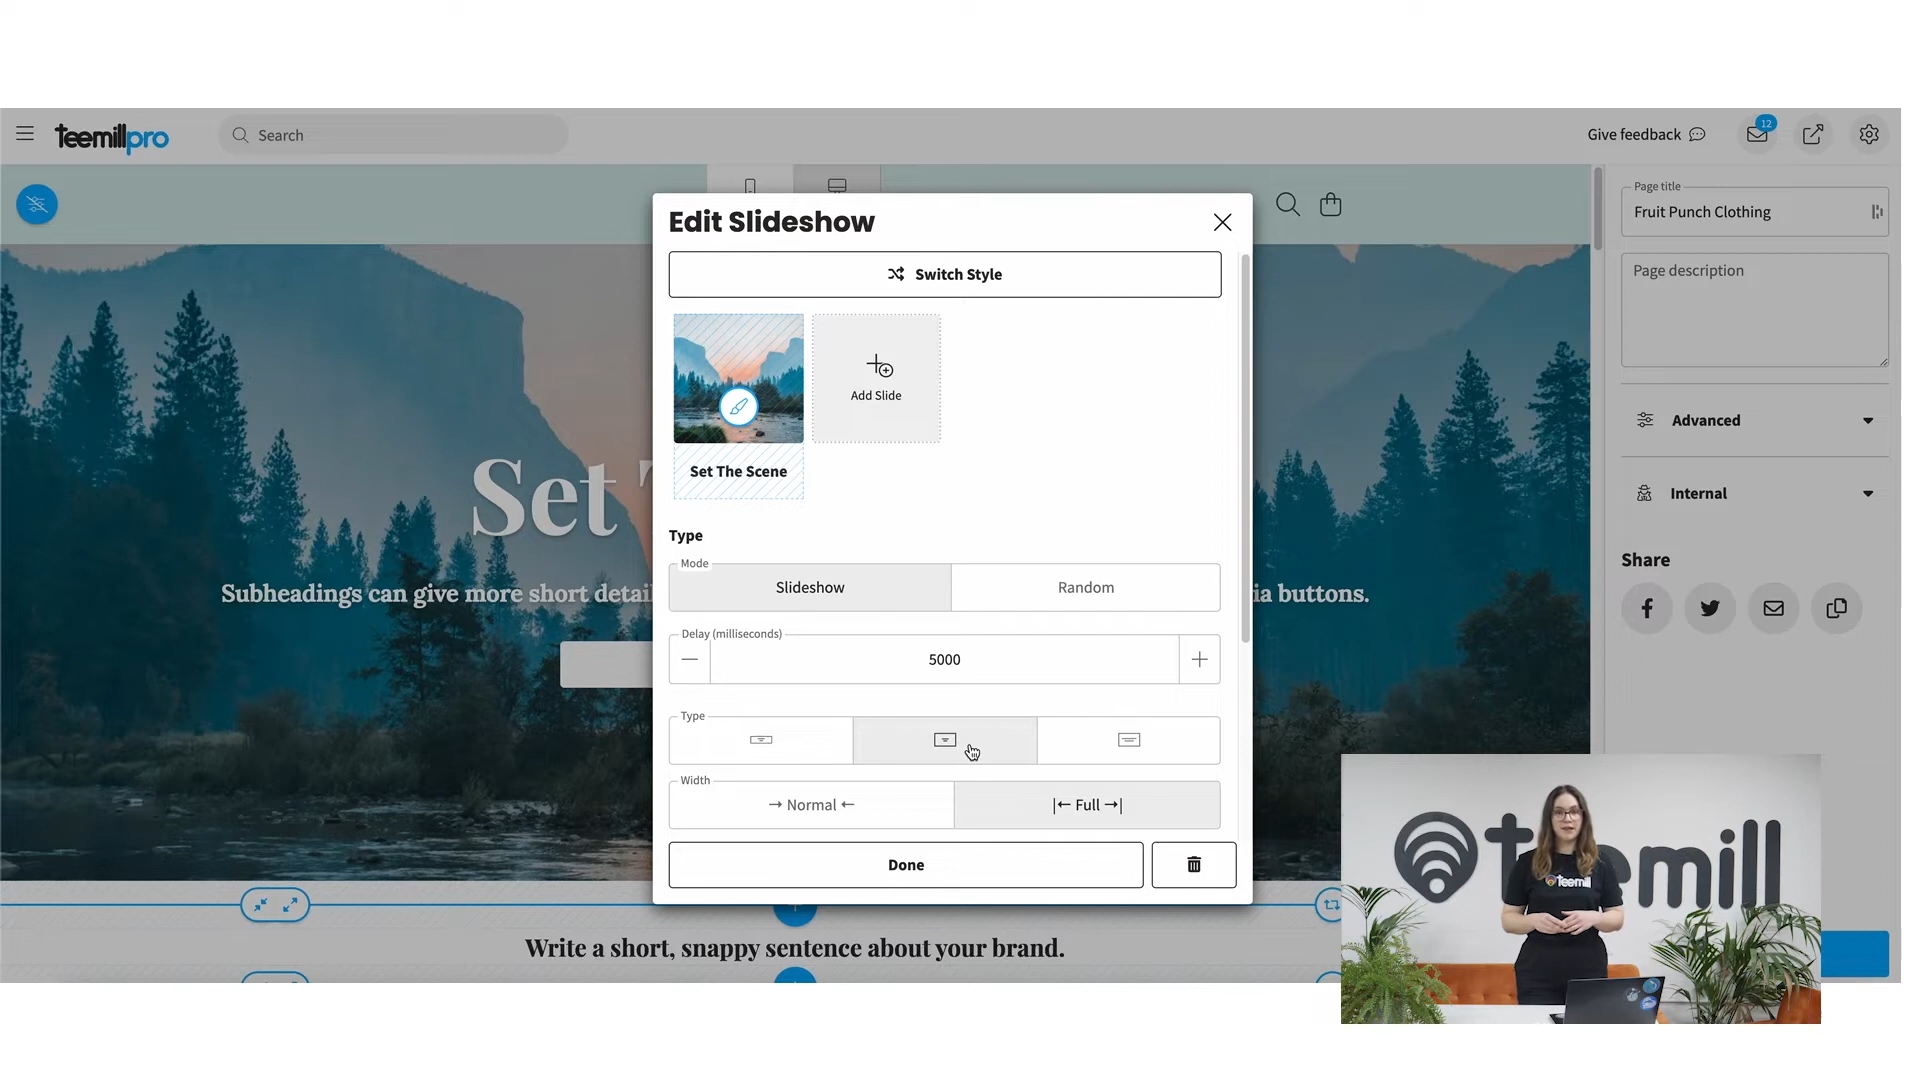 teemillpro
Search
Give feedback
12
Edit Slideshow
Switch Style
Add Slide
Set The Scene
Type
Mode
Slideshow
Random
Delay (milliseconds)
5000
Type
Width
→ Normal ←
|← Full →|
Done
Set
Subheadings can give more short detail
ia buttons.
Write a short, snappy sentence about your brand.
Page title
Fruit Punch Clothing
Page description
Advanced
Internal
Share
teemill
teemill